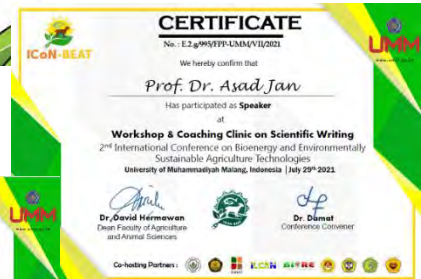 CERTIFICATE
No. : E.2.g/995/FPP-UMM/VII/2021
ICoN-BEAT
UMM
We hereby confirm that
Prof. Dr. Asad Jan
Has participated as Speaker
at
Workshop & Coaching Clinic on Scientific Writing
2nd International Conference on Bioenergy and Environmentally
Sustainable Agriculture Technologies
University of Muhammadiyah Malang, Indonesia | July 29th 2021
UMM
Dr. David Hermawan
Dean Faculty of Agriculture
and Animal Sciences
Dr. Damat
Conference Convener
Co-hosting Partners :